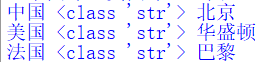 中国 <class 'str'> 北京
美国 <class 'str'> 华盛顿
法国 <class 'str'> 巴黎